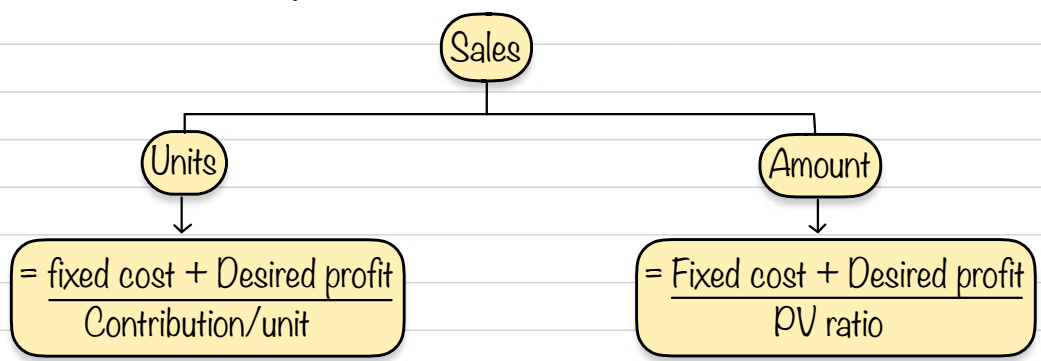 Sales
Units
Amount
= fixed cost + Desired profit
Contribution/unit
= Fixed cost + Desired profit
PV ratio